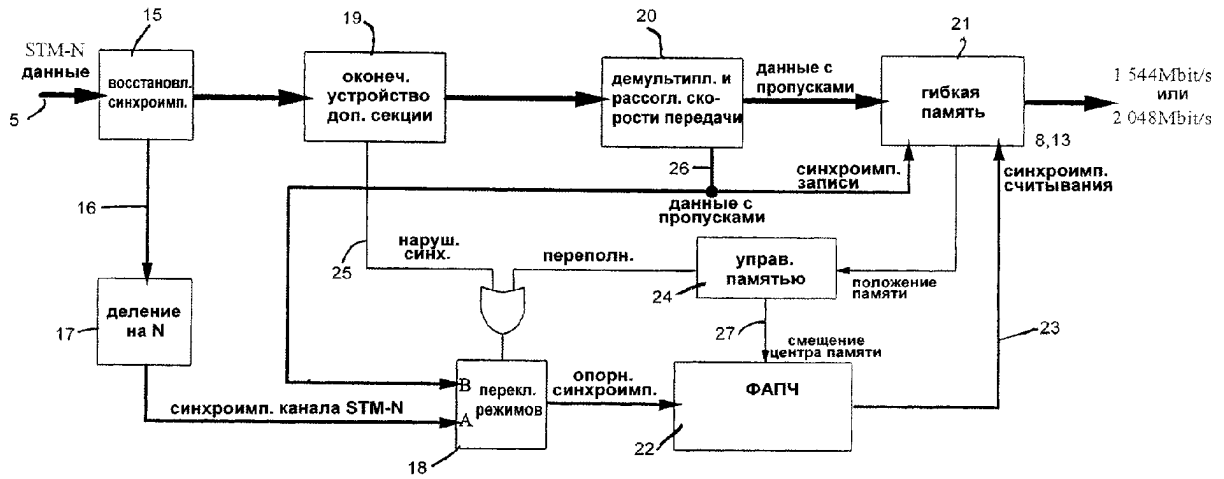 15
19
20
21
STM-N
данные
5
восстановл.
синхроимп.
оконеч.
устройство
доп. секции
демультипл. и
рассогл. ско-
рости передачи
данные с
пропусками
гибкая
память
1 544Mbit/s
или
2 048Mbit/s
8,13
26
синхроимп.
записи
синхроимп.
считывания
16
данные с
пропусками
25
наруш.
синх.
переполн.
управ.
памятью
24
положение
памяти
17
деление
на N
27
смещение
центра памяти
23
B
A
перекл.
режимов
18
опорн.
синхроимп.
ФАПЧ
22
синхроимп. канала STM-N